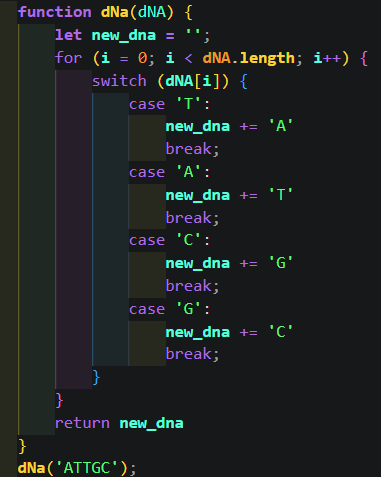 function dNa(dNA) {
    let new_dna = '';
    for (i = 0; i < dNA.length; i++) {
        switch (dNA[i]) {
            case 'T':
                new_dna += 'A'
                break;
            case 'A':
                new_dna += 'T'
                break;
            case 'C':
                new_dna += 'G'
                break;
            case 'G':
                new_dna += 'C'
                break;
        }
    }
    return new_dna
}
dNa('ATTGC');